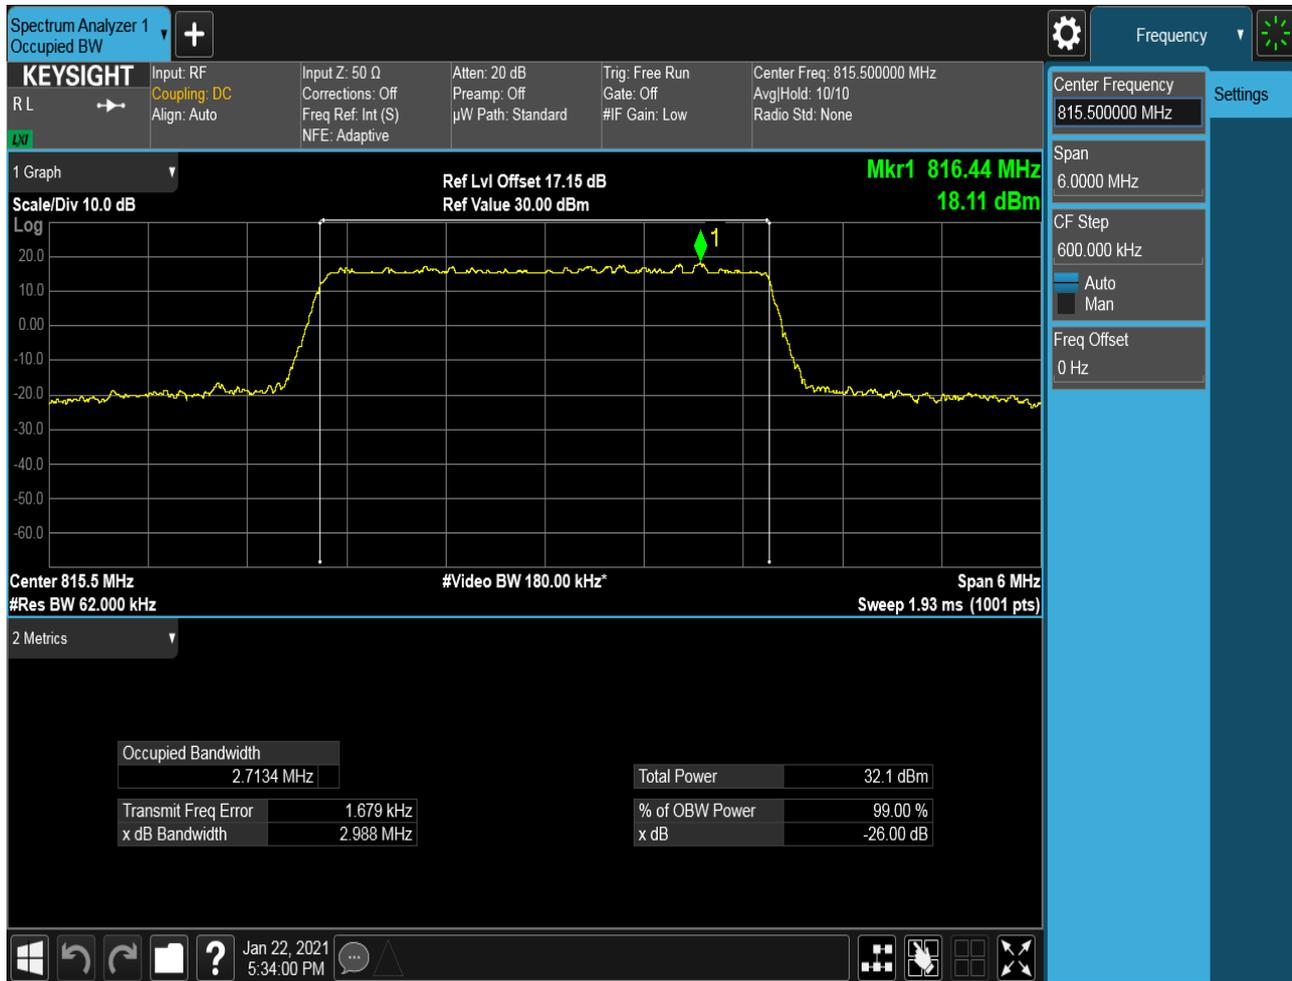 Spectrum Analyzer 1
Occupied BW
Frequency
KEYSIGHT
R L
LXI
Input: RF
Coupling: DC
Align: Auto
Input Z: 50 Ω
Corrections: Off
Freq Ref: Int (S)
NFE: Adaptive
Atten: 20 dB
Preamp: Off
µW Path: Standard
Trig: Free Run
Gate: Off
#IF Gain: Low
Center Freq: 815.500000 MHz
Avg|Hold: 10/10
Radio Std: None
Center Frequency
815.500000 MHz
Settings
Span
6.0000 MHz
CF Step
600.000 kHz
Auto
Man
Freq Offset
0 Hz
1 Graph
Scale/Div 10.0 dB
Ref Lvl Offset 17.15 dB
Ref Value 30.00 dBm
Mkr1 816.44 MHz
18.11 dBm
Log
1
20.0
10.0
0.00
-10.0
-20.0
-30.0
-40.0
-50.0
-60.0
Center 815.5 MHz
#Video BW 180.00 kHz*
Span 6 MHz
#Res BW 62.000 kHz
Sweep 1.93 ms (1001 pts)
2 Metrics
Occupied Bandwidth
2.7134 MHz
Transmit Freq Error 1.679 kHz
x dB Bandwidth 2.988 MHz
Total Power 32.1 dBm
% of OBW Power 99.00 %
x dB -26.00 dB
?
Jan 22, 2021
5:34:00 PM